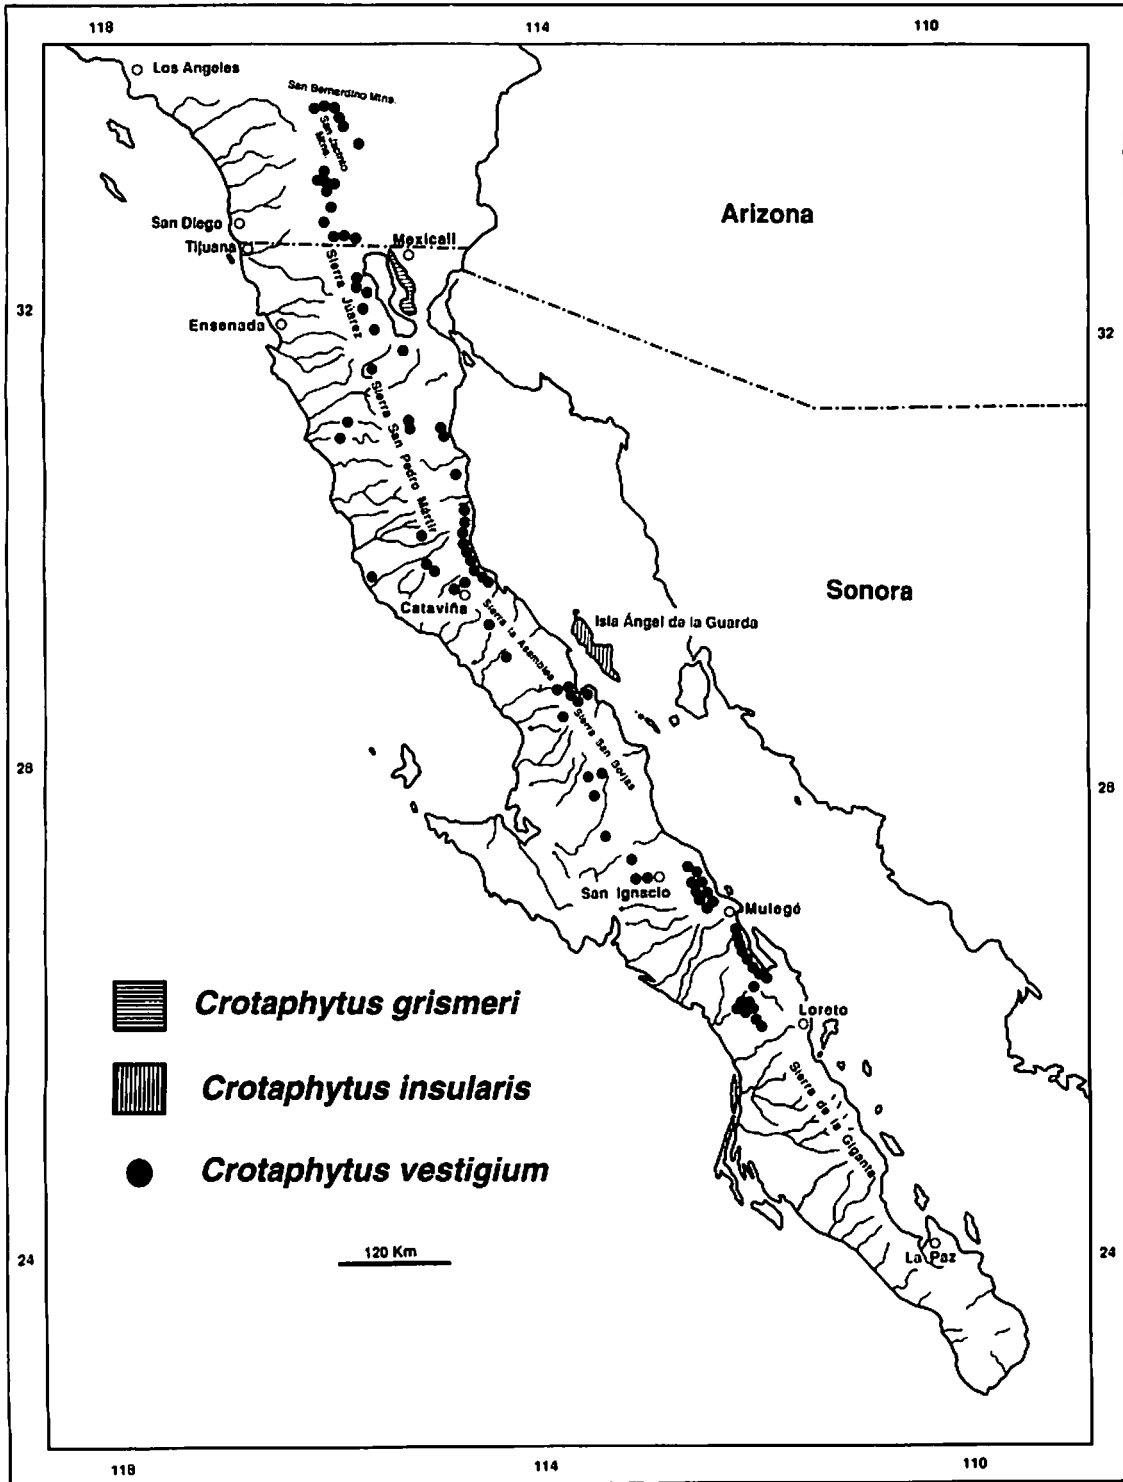 118 114 110
Los Angeles
San Bernardino Mtns.
San Jacinto
Mtns.
Arizona
San Diego
Tijuana
Mexicali
Sierra Júarez
32
Ensenada
32
Sierra San Pedro Mártir
Sonora
Cataviña
Sierra la Asamblea
Isla Ángel de la Guarda
Sierra San Borjas
28
28
San Ignacio
Mulegé
Crotaphytus grismeri
Loreto
Sierra de la Giganta
Crotaphytus insularis
Crotaphytus vestigium
120 Km
24
La Paz
24
118 114 110